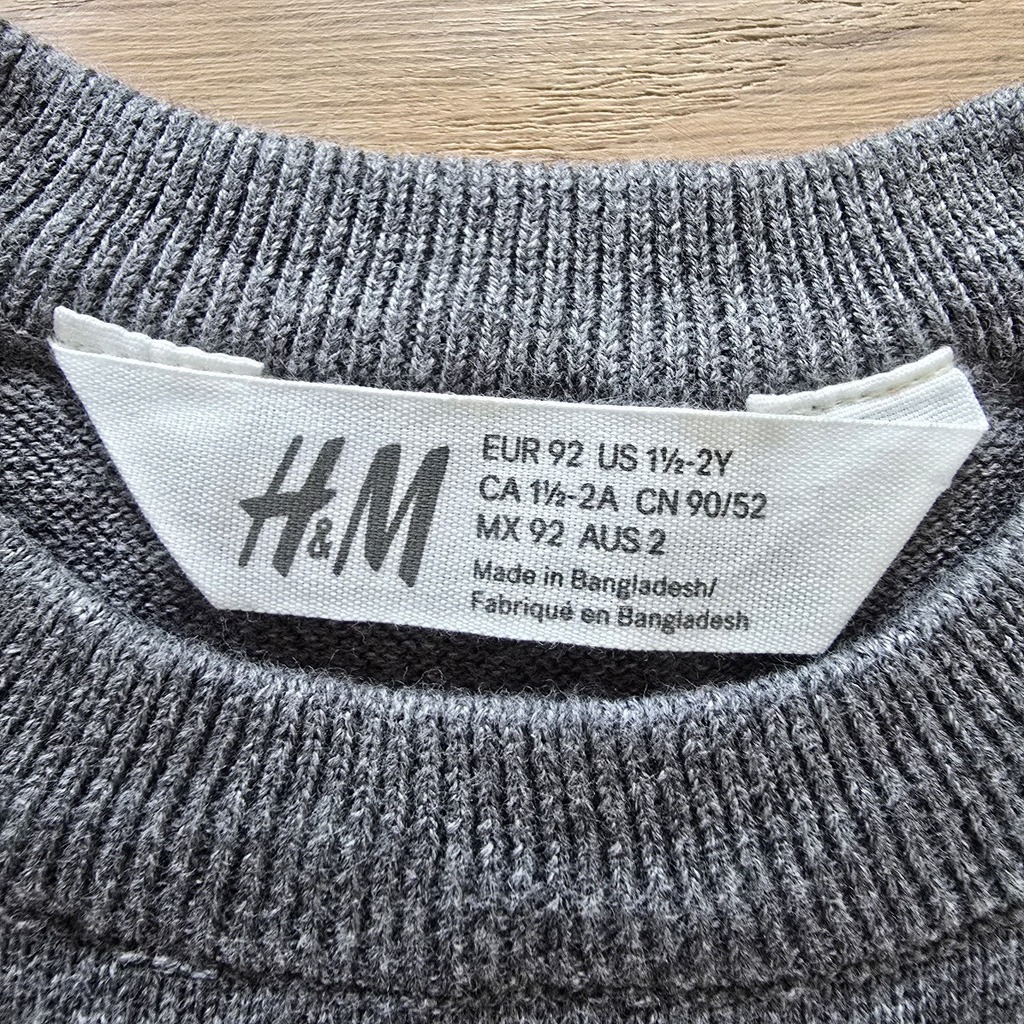 H&M
EUR 92 US 1½-2Y
CA 1½-2A CN 90/52
MX 92 AUS 2
Made in Bangladesh/
Fabriqué en Bangladesh